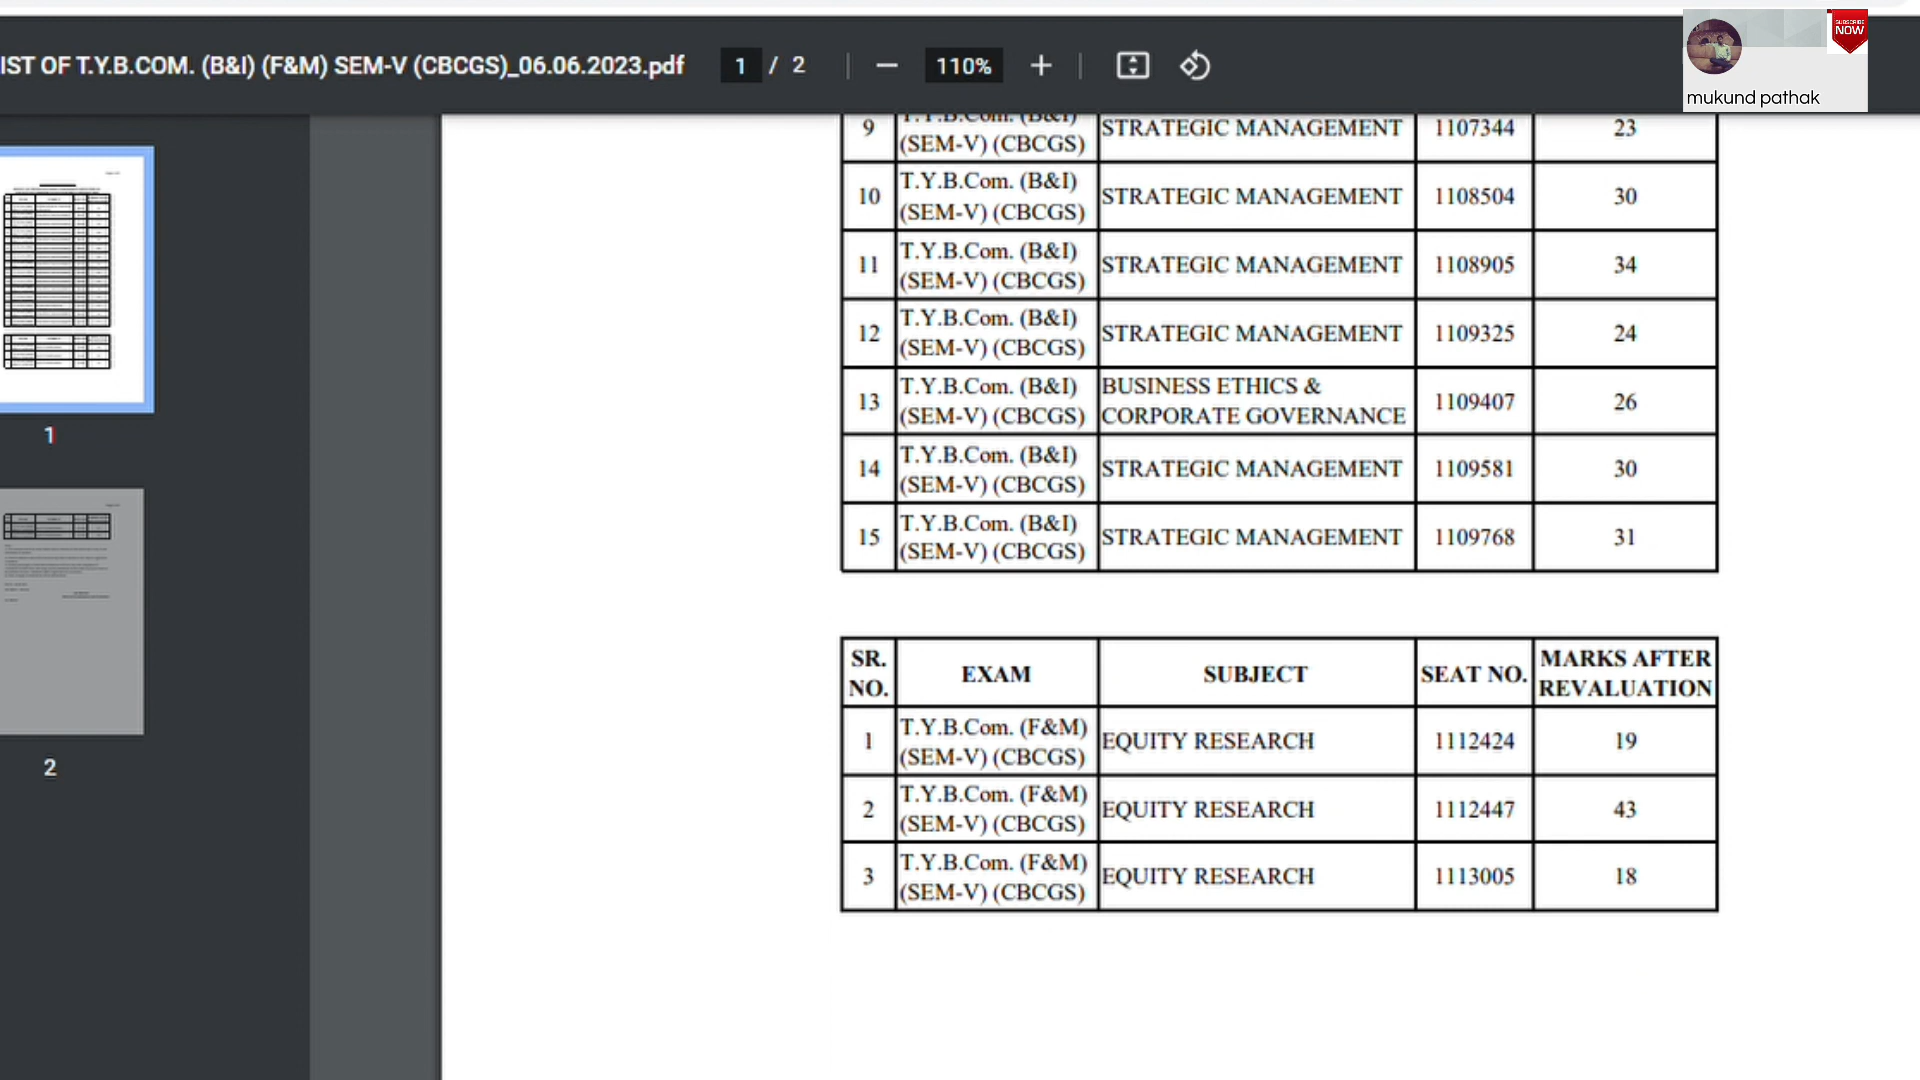 IST OF T.Y.B.COM. (B&I) (F&M) SEM-V (CBCGS)_06.06.2023.pdf 1 / 2 110%
SUBSCRIBE
NOW
mukund pathak
9 T.Y.B.Com. (B&I) (SEM-V) (CBCGS) STRATEGIC MANAGEMENT 1107344 23
10 T.Y.B.Com. (B&I) (SEM-V) (CBCGS) STRATEGIC MANAGEMENT 1108504 30
11 T.Y.B.Com. (B&I) (SEM-V) (CBCGS) STRATEGIC MANAGEMENT 1108905 34
12 T.Y.B.Com. (B&I) (SEM-V) (CBCGS) STRATEGIC MANAGEMENT 1109325 24
13 T.Y.B.Com. (B&I) (SEM-V) (CBCGS) BUSINESS ETHICS & CORPORATE GOVERNANCE 1109407 26
14 T.Y.B.Com. (B&I) (SEM-V) (CBCGS) STRATEGIC MANAGEMENT 1109581 30
15 T.Y.B.Com. (B&I) (SEM-V) (CBCGS) STRATEGIC MANAGEMENT 1109768 31
SR. NO. EXAM SUBJECT SEAT NO. MARKS AFTER REVALUATION
1 T.Y.B.Com. (F&M) (SEM-V) (CBCGS) EQUITY RESEARCH 1112424 19
2 T.Y.B.Com. (F&M) (SEM-V) (CBCGS) EQUITY RESEARCH 1112447 43
3 T.Y.B.Com. (F&M) (SEM-V) (CBCGS) EQUITY RESEARCH 1113005 18
1
2